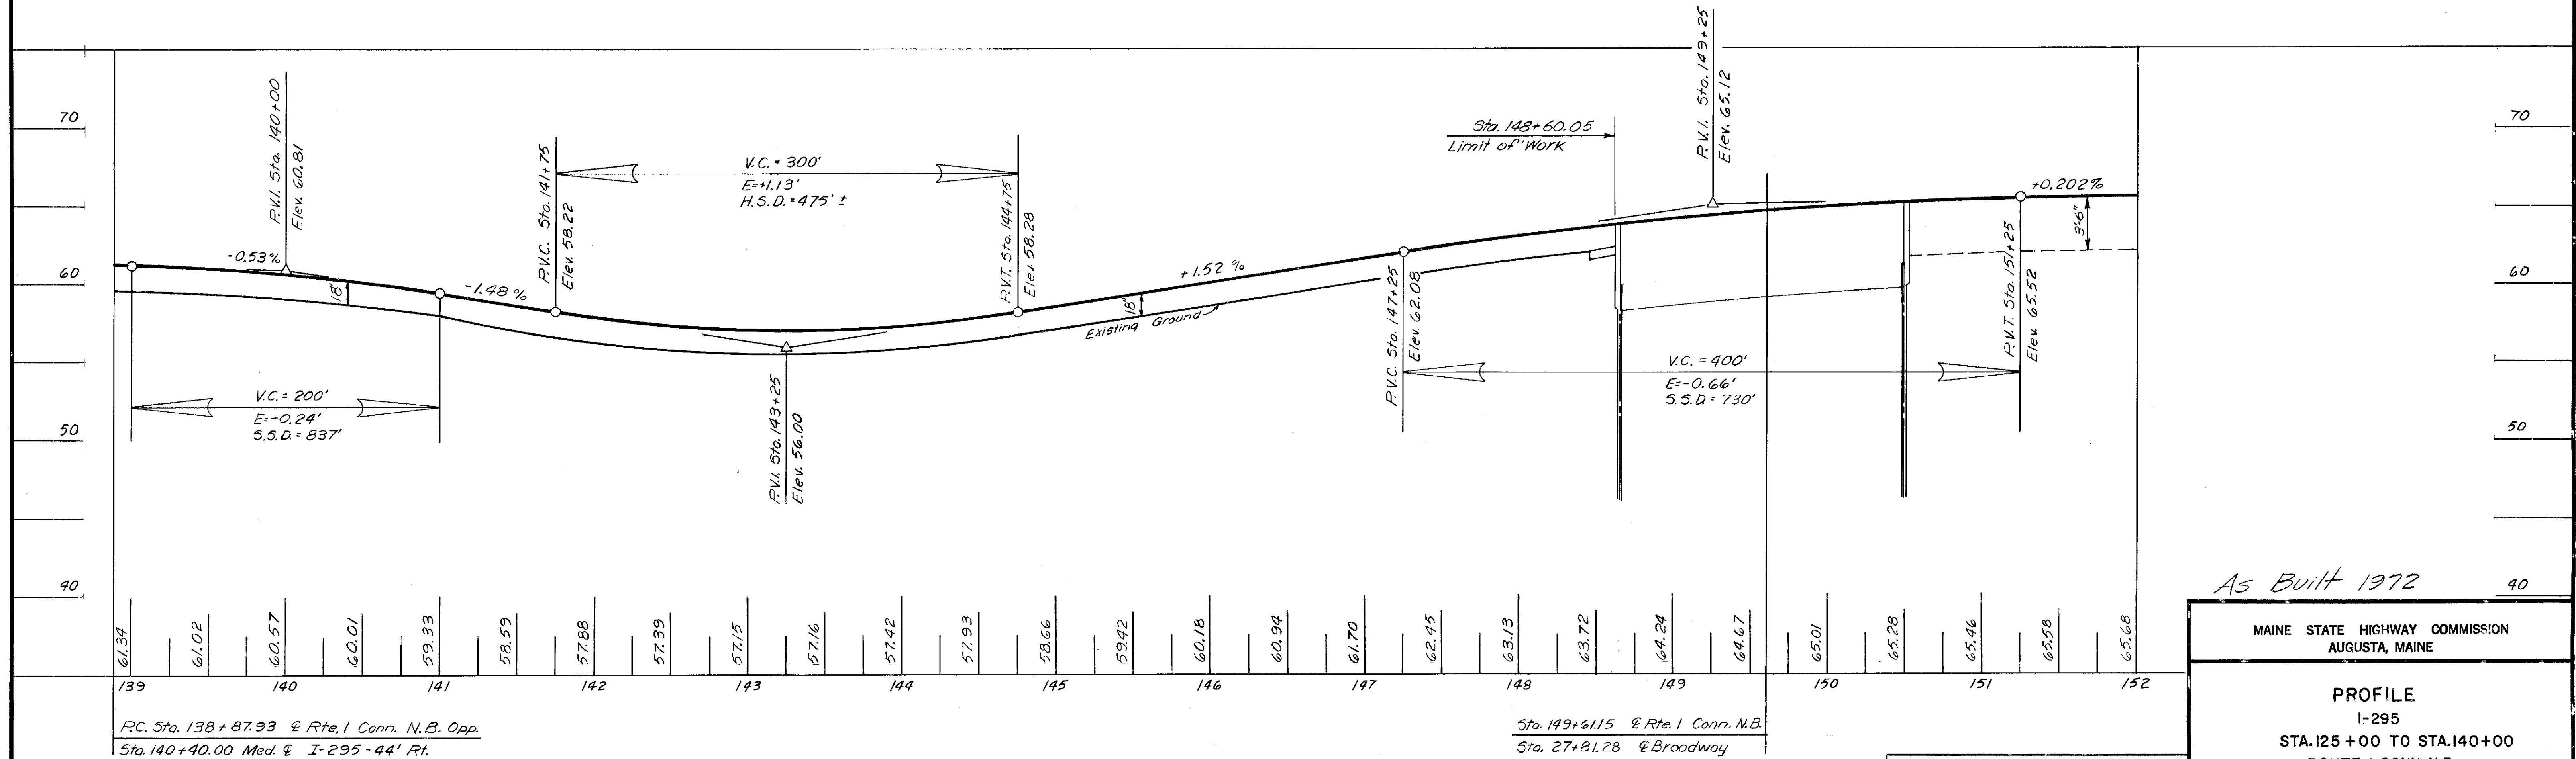 P.V.I. Sta. 149+25
Elev. 65.12
70
70
P.V.I. Sta. 140+00
Elev. 60.81
P.V.C. Sta. 141+75
Elev. 58.22
V.C. = 300'
E=+1.13'
H.S.D. = 475' ±
P.V.T. Sta. 144+75
Elev. 58.28
Sta. 148+60.05
Limit of Work
+0.202%
3'-6"
-0.53%
18"
-1.48 %
+1.52 %
18"
Existing Ground
60
60
P.V.C. Sta. 147+25
Elev. 62.08
P.V.T. Sta. 151+25
Elev. 65.52
V.C. = 400'
E=-0.66'
S.S.D. = 730'
V.C. = 200'
E=-0.24'
S.S.D. = 837'
P.V.I. Sta. 143+25
Elev. 56.00
50
50
40
40
As Built 1972
61.34 61.02 60.57 60.01 59.33 58.59 57.88 57.39 57.15 57.16 57.42 57.93 58.66 59.42 60.18 60.94 61.70 62.45 63.13 63.72 64.24 64.67 65.01 65.28 65.46 65.58 65.68
139 140 141 142 143 144 145 146 147 148 149 150 151 152
P.C. Sta. 138+87.93 ℄ Rte. 1 Conn. N.B. Opp.
Sta. 140+40.00 Med. ℄ I-295-44' Rt.
Sta. 149+61.15 ℄ Rte. 1 Conn. N.B.
Sta. 27+81.28 ℄ Broadway
MAINE STATE HIGHWAY COMMISSION
AUGUSTA, MAINE
PROFILE
I-295
STA. 125+00 TO STA. 140+00